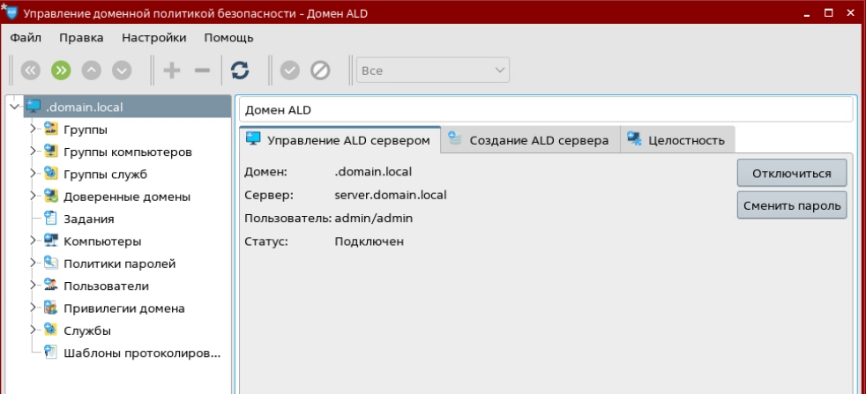 Управление доменной политикой безопасности - Домен ALD
Файл Правка Настройки Помощь
Все
.domain.local
Группы
Группы компьютеров
Группы служб
Доверенные домены
Задания
Компьютеры
Политики паролей
Пользователи
Привилегии домена
Службы
Шаблоны протоколиров...
Домен ALD
Управление ALD сервером Создание ALD сервера Целостность
Домен: .domain.local
Сервер: server.domain.local
Пользователь: admin/admin
Статус: Подключен
Отключиться
Сменить пароль